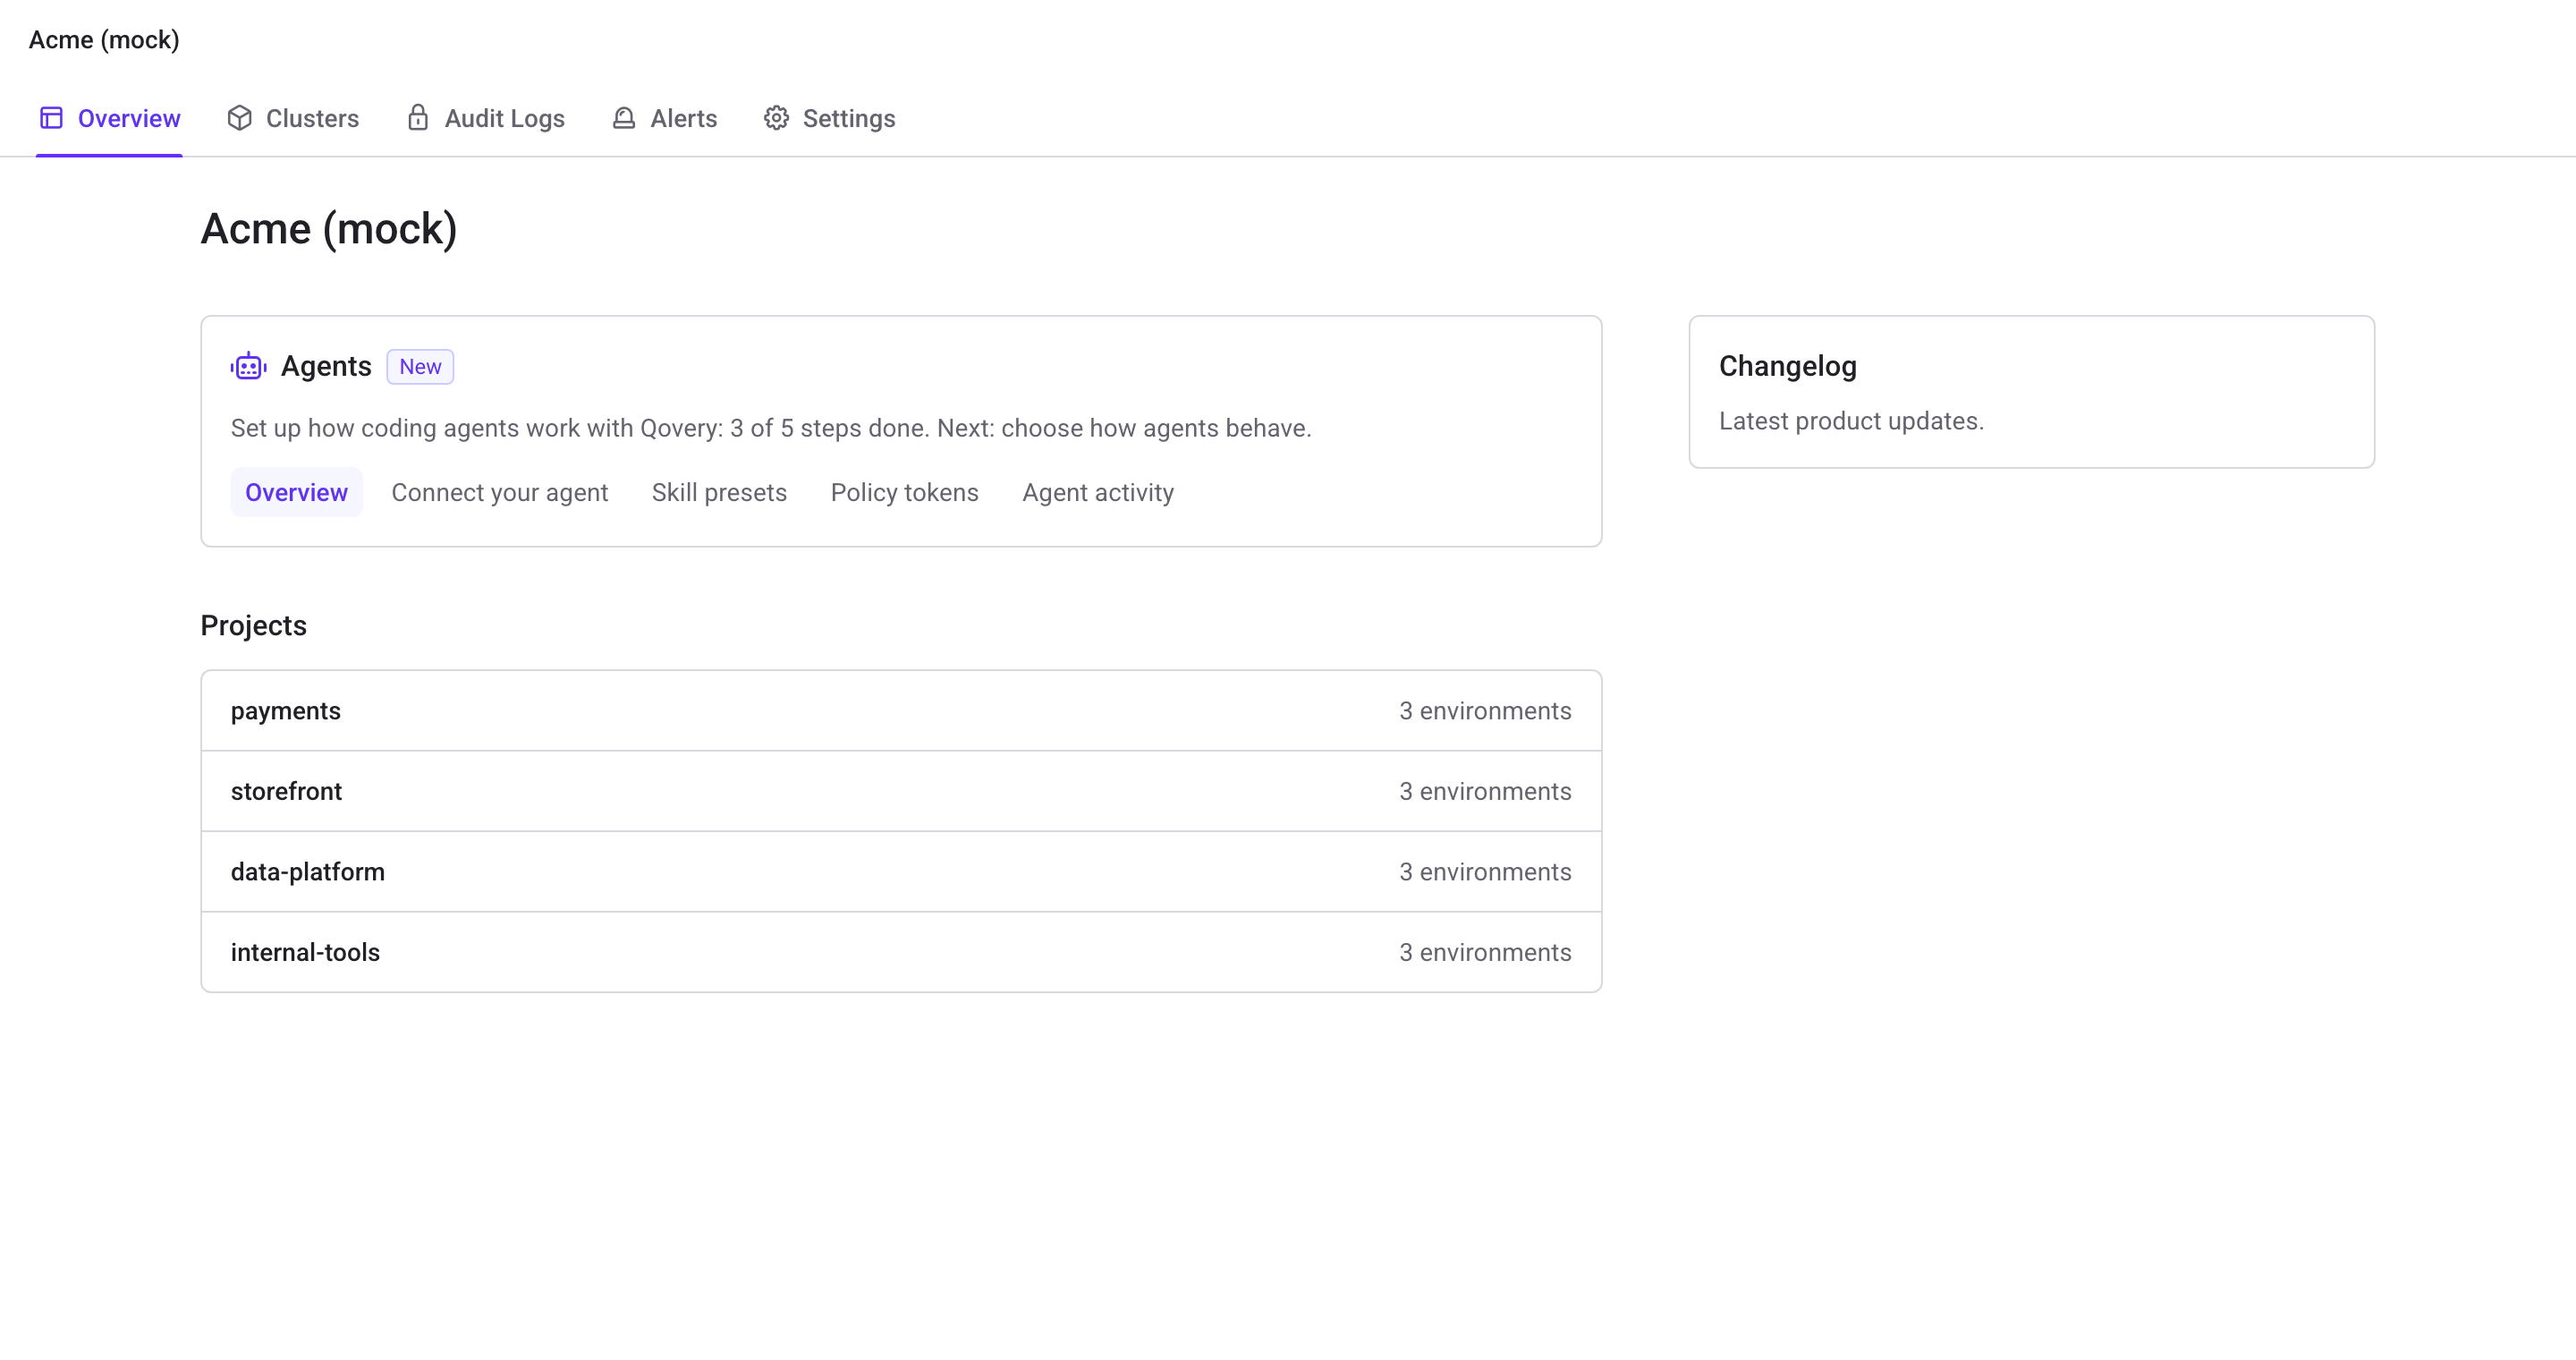 Acme (mock)
Overview Clusters Audit Logs Alerts Settings
Acme (mock)
Agents New
Set up how coding agents work with Qovery: 3 of 5 steps done. Next: choose how agents behave.
Overview Connect your agent Skill presets Policy tokens Agent activity
Changelog
Latest product updates.
Projects
payments 3 environments
storefront 3 environments
data-platform 3 environments
internal-tools 3 environments